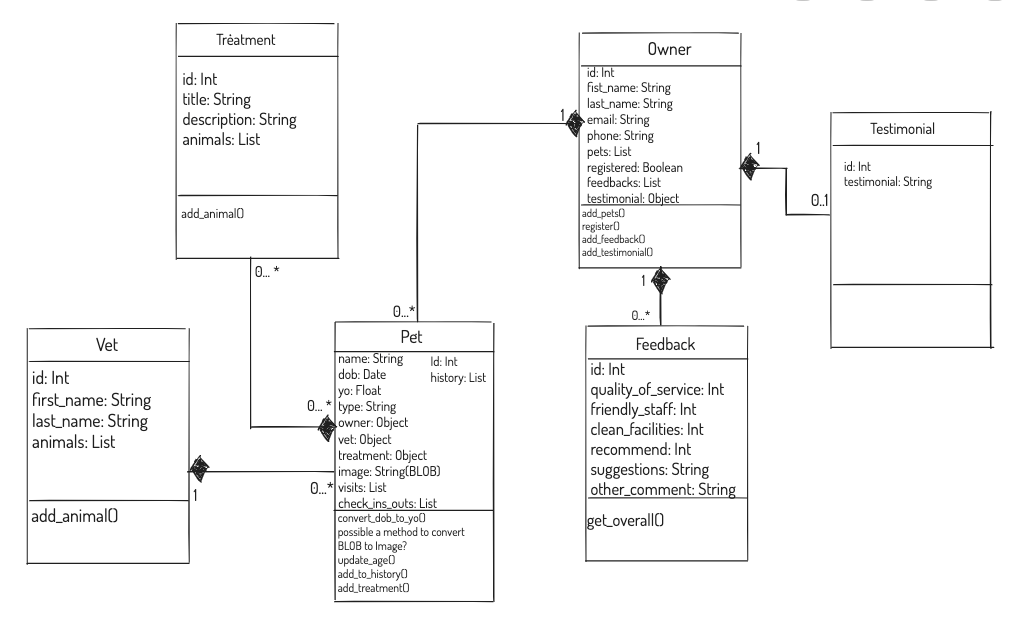 Treatment
id: Int
title: String
description: String
animals: List
add_animal()
0... *
Owner
id: Int
fist_name: String
last_name: String
email: String
phone: String
pets: List
registered: Boolean
feedbacks: List
testimonial: Object
add_pets()
register()
add_feedback()
add_testimonial()
1
1
1
Testimonial
id: Int
testimonial: String
0..1
0...*
0...*
Vet
id: Int
first_name: String
last_name: String
animals: List
add_animal()
1
0...*
0... *
Pet
name: String
Id: Int
dob: Date
history: List
yo: Float
type: String
owner: Object
vet: Object
treatment: Object
image: String(BLOB)
visits: List
check_ins_outs: List
convert_dob_to_yo()
possible a method to convert
BLOB to Image?
update_age()
add_to_history()
add_treatment()
Feedback
id: Int
quality_of_service: Int
friendly_staff: Int
clean_facilities: Int
recommend: Int
suggestions: String
other_comment: String
get_overall()